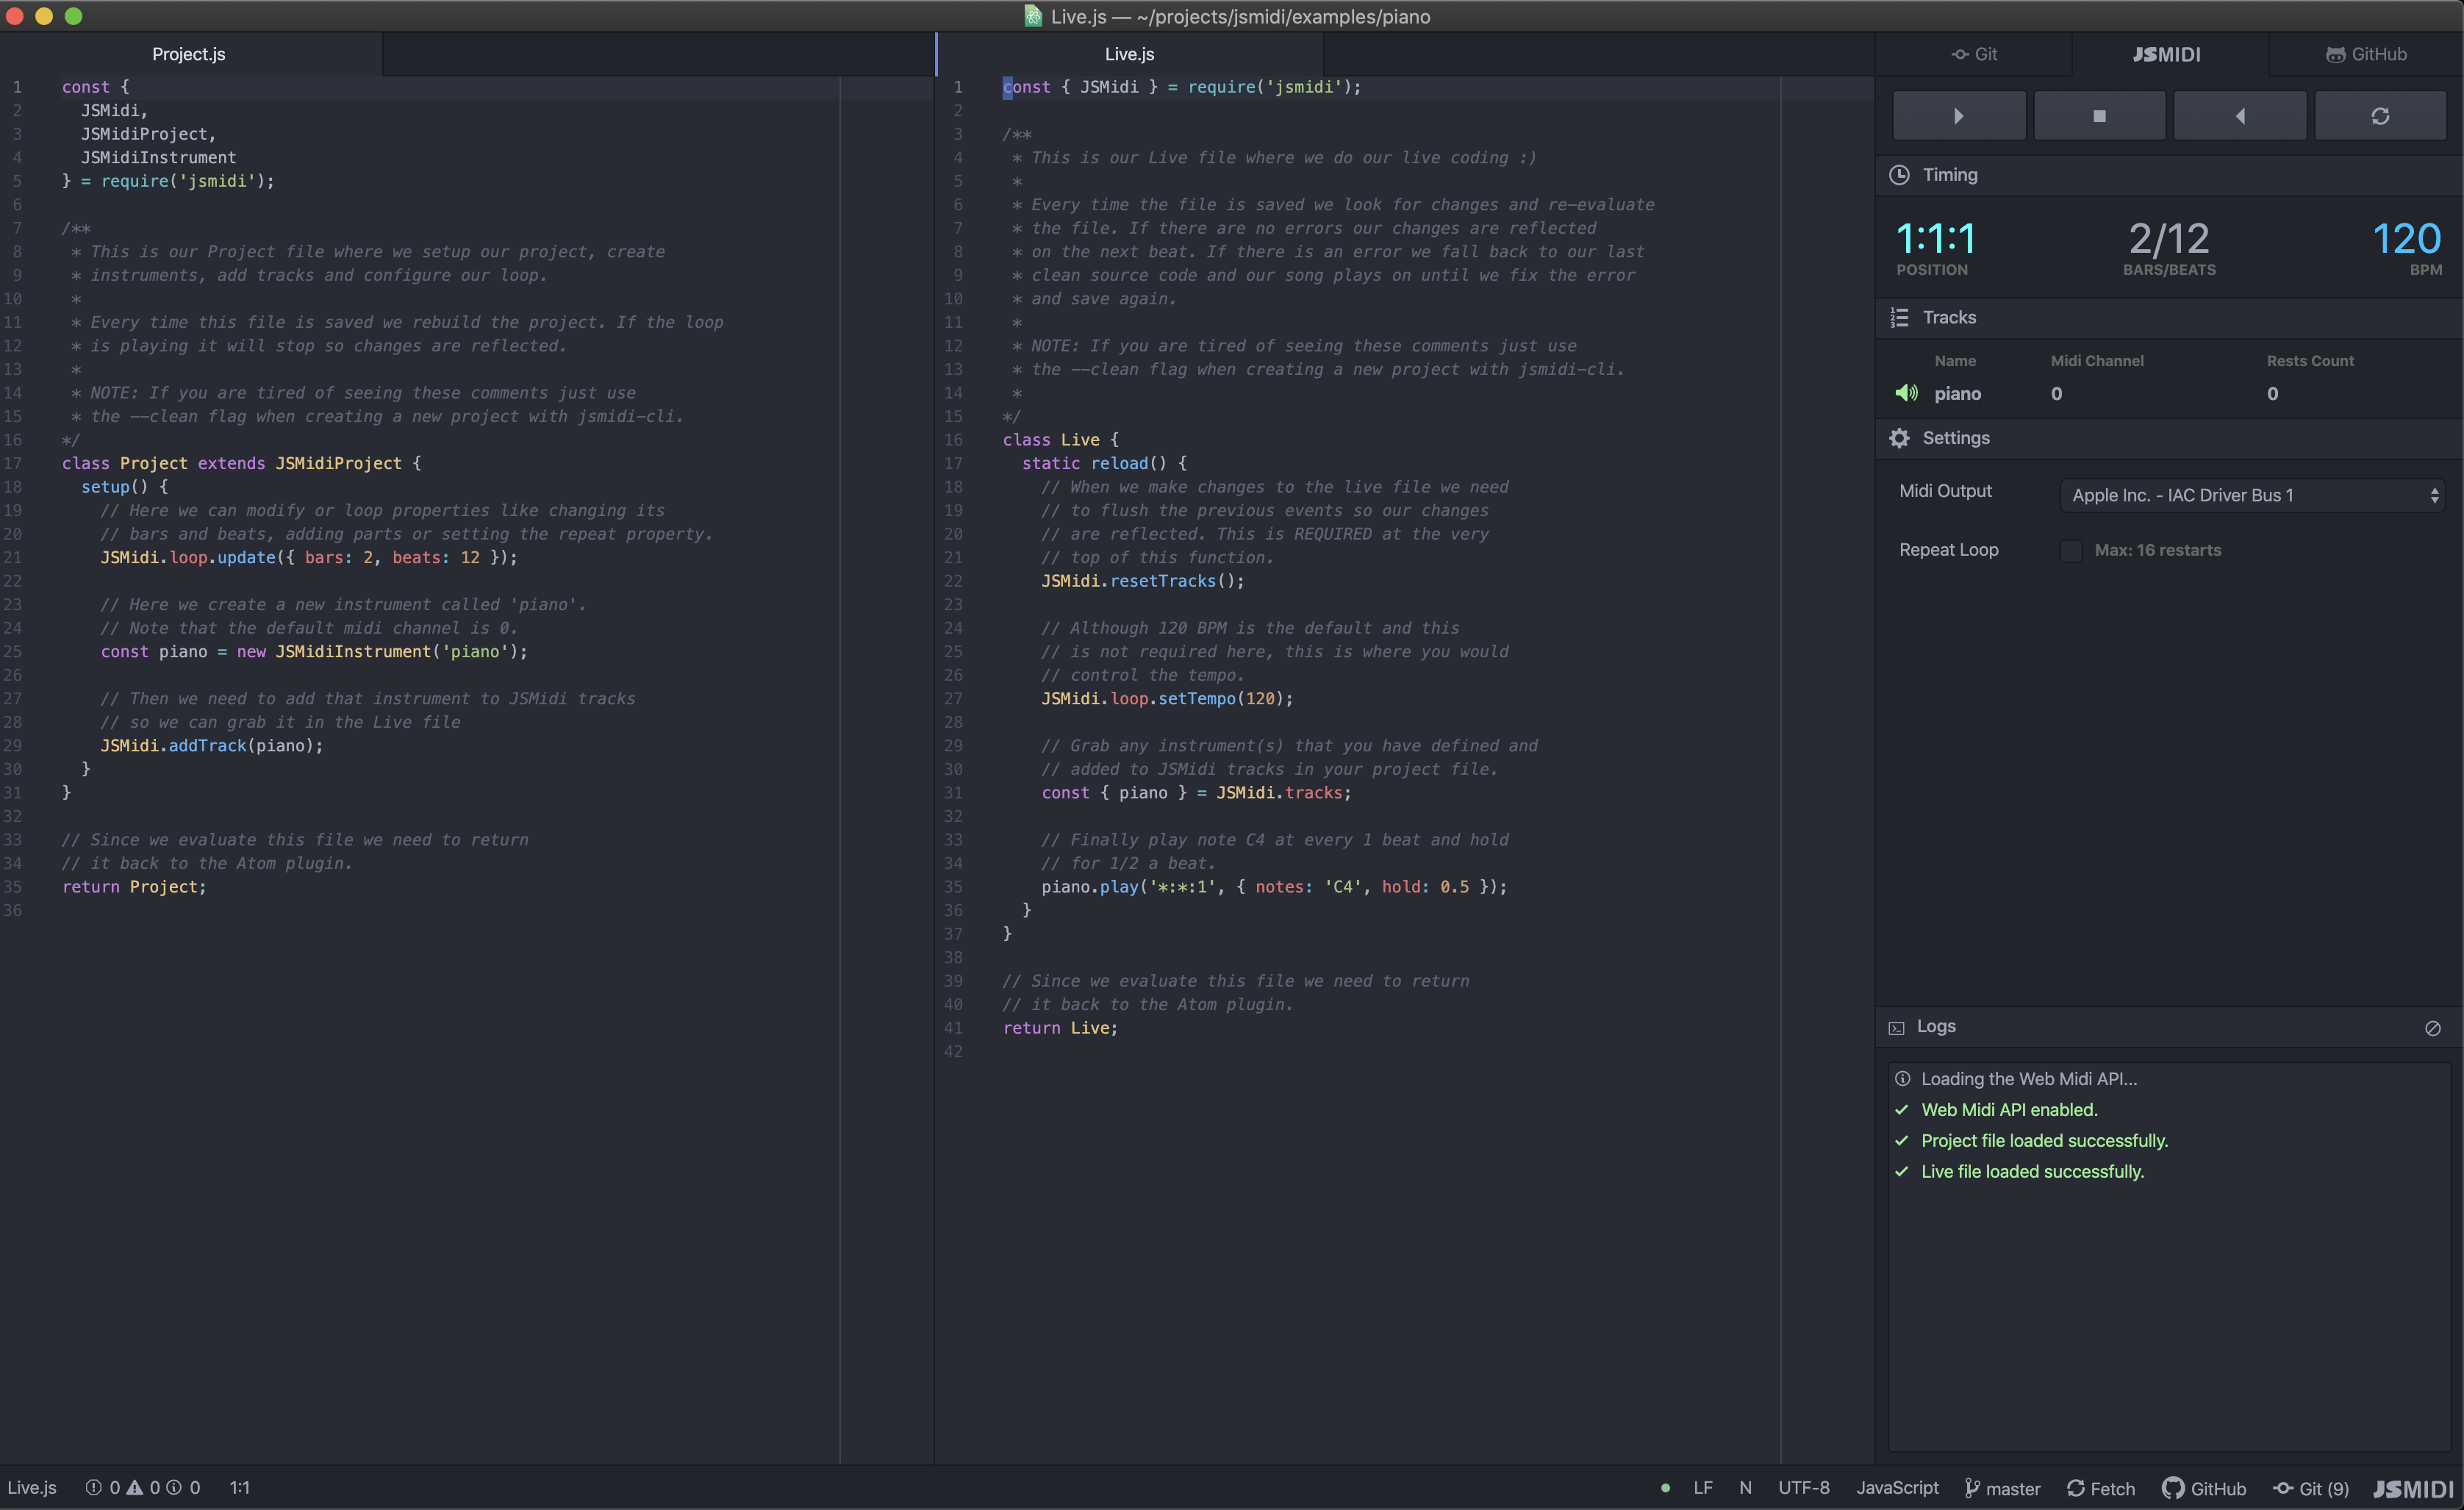 Live.js — ~/projects/jsmidi/examples/piano
Project.js
1 const {
2 JSMidi,
3 JSMidiProject,
4 JSMidiInstrument
5 } = require('jsmidi');
6
7 /**
8 * This is our Project file where we setup our project, create
9 * instruments, add tracks and configure our loop.
10 *
11 * Every time this file is saved we rebuild the project. If the loop
12 * is playing it will stop so changes are reflected.
13 *
14 * NOTE: If you are tired of seeing these comments just use
15 * the --clean flag when creating a new project with jsmidi-cli.
16 */
17 class Project extends JSMidiProject {
18 setup() {
19 // Here we can modify or loop properties like changing its
20 // bars and beats, adding parts or setting the repeat property.
21 JSMidi.loop.update({ bars: 2, beats: 12 });
22
23 // Here we create a new instrument called 'piano'.
24 // Note that the default midi channel is 0.
25 const piano = new JSMidiInstrument('piano');
26
27 // Then we need to add that instrument to JSMidi tracks
28 // so we can grab it in the Live file
29 JSMidi.addTrack(piano);
30 }
31 }
32
33 // Since we evaluate this file we need to return
34 // it back to the Atom plugin.
35 return Project;
36
Live.js
1 const { JSMidi } = require('jsmidi');
2
3 /**
4 * This is our Live file where we do our live coding :)
5 *
6 * Every time the file is saved we look for changes and re-evaluate
7 * the file. If there are no errors our changes are reflected
8 * on the next beat. If there is an error we fall back to our last
9 * clean source code and our song plays on until we fix the error
10 * and save again.
11 *
12 * NOTE: If you are tired of seeing these comments just use
13 * the --clean flag when creating a new project with jsmidi-cli.
14 *
15 */
16 class Live {
17 static reload() {
18 // When we make changes to the live file we need
19 // to flush the previous events so our changes
20 // are reflected. This is REQUIRED at the very
21 // top of this function.
22 JSMidi.resetTracks();
23
24 // Although 120 BPM is the default and this
25 // is not required here, this is where you would
26 // control the tempo.
27 JSMidi.loop.setTempo(120);
28
29 // Grab any instrument(s) that you have defined and
30 // added to JSMidi tracks in your project file.
31 const { piano } = JSMidi.tracks;
32
33 // Finally play note C4 at every 1 beat and hold
34 // for 1/2 a beat.
35 piano.play('*:*:1', { notes: 'C4', hold: 0.5 });
36 }
37 }
38
39 // Since we evaluate this file we need to return
40 // it back to the Atom plugin.
41 return Live;
42
Git JSMIDI GitHub
Timing
1:1:1 2/12 120
POSITION BARS/BEATS BPM
Tracks
Name Midi Channel Rests Count
piano 0 0
Settings
Midi Output Apple Inc. - IAC Driver Bus 1
Repeat Loop Max: 16 restarts
Logs
Loading the Web Midi API...
Web Midi API enabled.
Project file loaded successfully.
Live file loaded successfully.
Live.js 0 0 0 1:1 LF N UTF-8 JavaScript master Fetch GitHub Git (9) JSMIDI